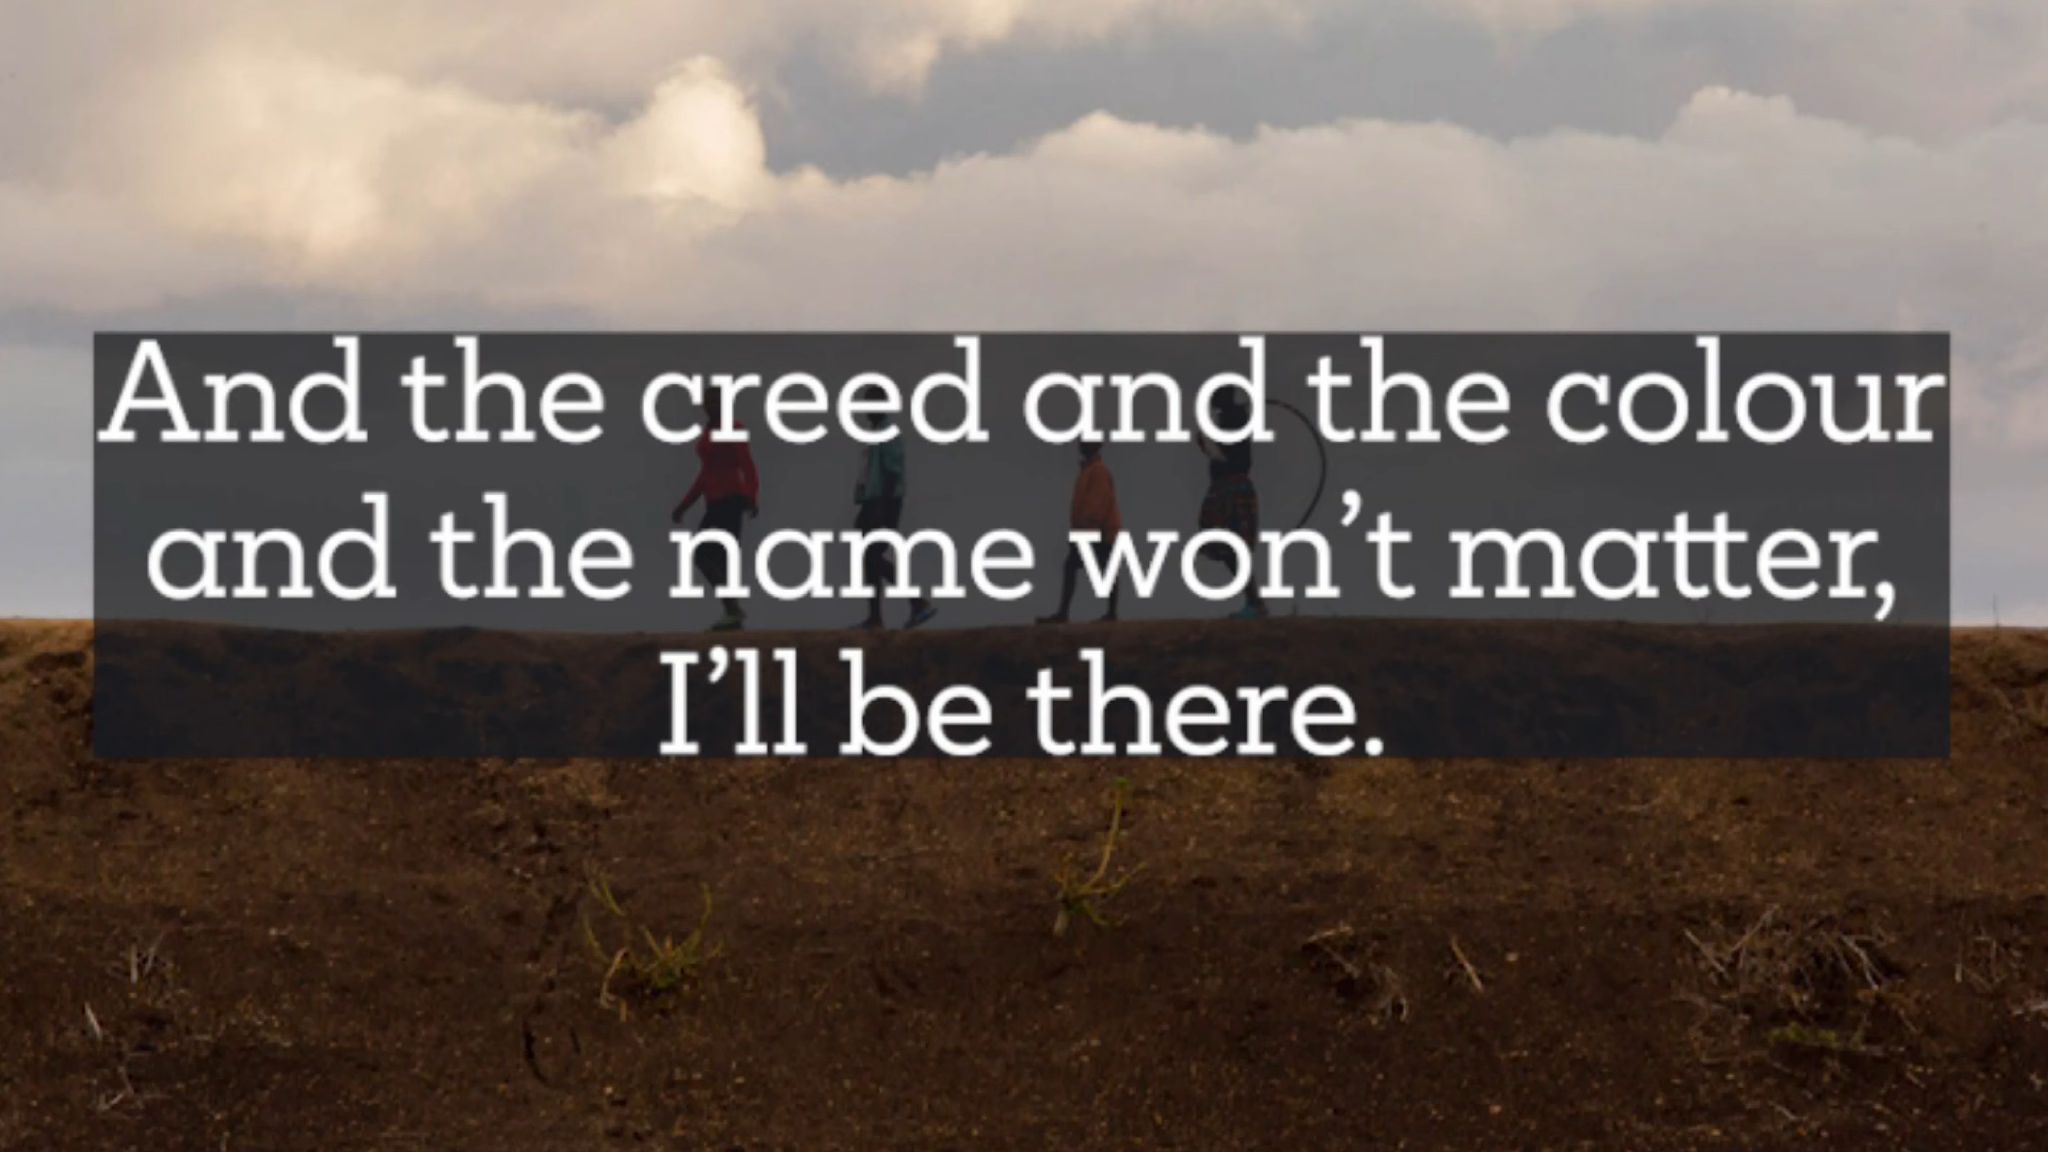 And the creed and the colour
and the name won’t matter,
I’ll be there.